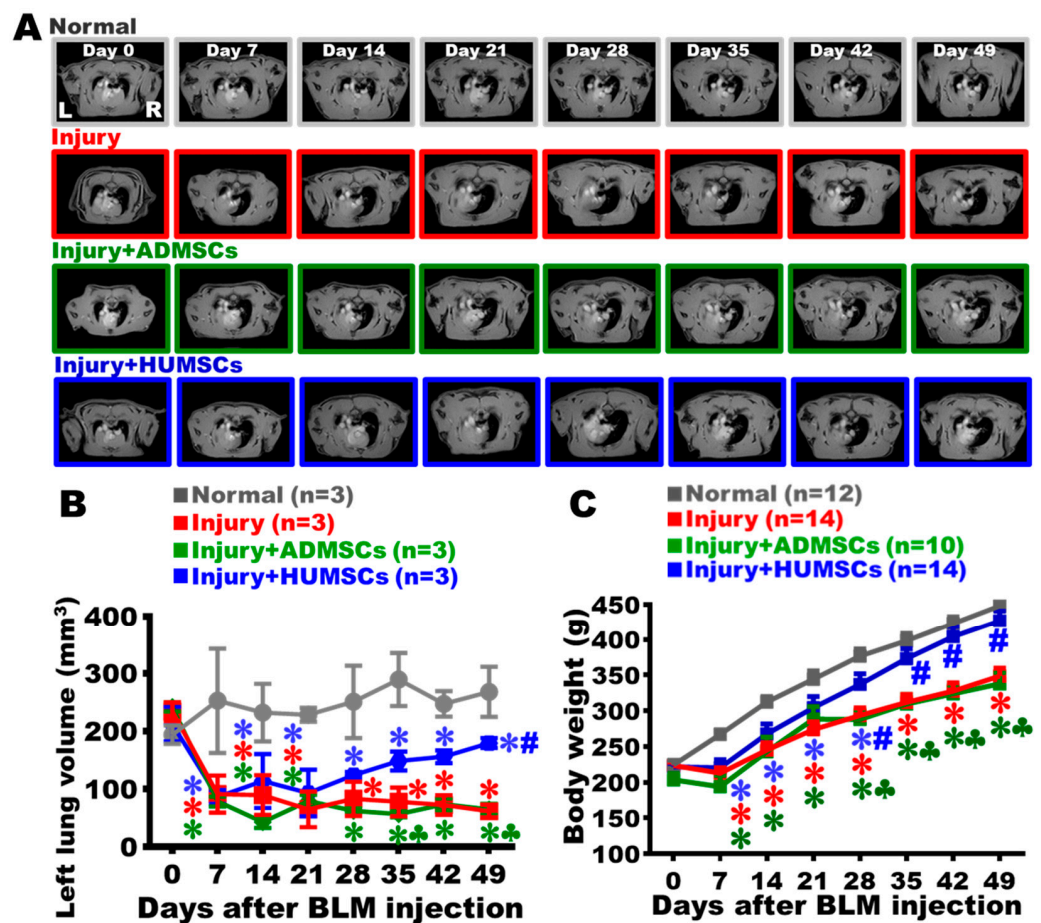 A Normal
Day 0 Day 7 Day 14 Day 21 Day 28 Day 35 Day 42 Day 49
L R
Injury
Injury+ADMSCs
Injury+HUMSCs
B
Normal (n=3)
Injury (n=3)
Injury+ADMSCs (n=3)
Injury+HUMSCs (n=3)
Left lung volume (mm³)
400
300
200
100
0
* * * * * * *#
* * * * * * *
* * * * *♣ * *♣
0 7 14 21 28 35 42 49
Days after BLM injection
C
Normal (n=12)
Injury (n=14)
Injury+ADMSCs (n=10)
Injury+HUMSCs (n=14)
Body weight (g)
450
400
350
300
250
200
150
100
* * * *# # # #
* * * * * * *
* * * *♣ *♣ *♣ *♣
0 7 14 21 28 35 42 49
Days after BLM injection